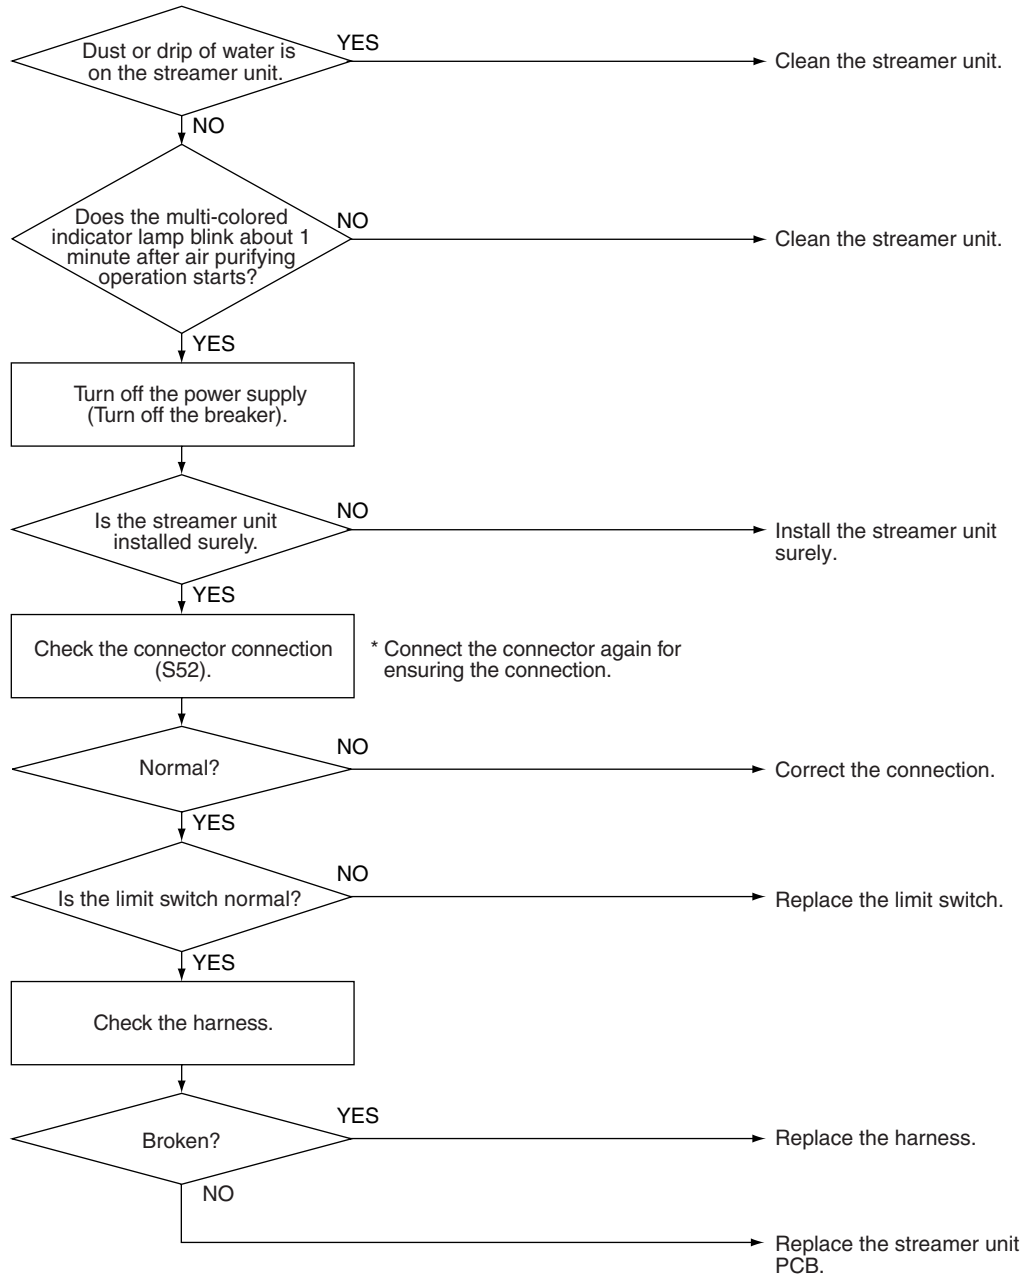 Dust or drip of water is
on the streamer unit.
YES
Clean the streamer unit.
NO
Does the multi-colored
indicator lamp blink about 1
minute after air purifying
operation starts?
NO
Clean the streamer unit.
YES
Turn off the power supply
(Turn off the breaker).
Is the streamer unit
installed surely.
NO
Install the streamer unit
surely.
YES
Check the connector connection
(S52).
* Connect the connector again for
ensuring the connection.
Normal?
NO
Correct the connection.
YES
Is the limit switch normal?
NO
Replace the limit switch.
YES
Check the harness.
Broken?
YES
Replace the harness.
NO
Replace the streamer unit
PCB.